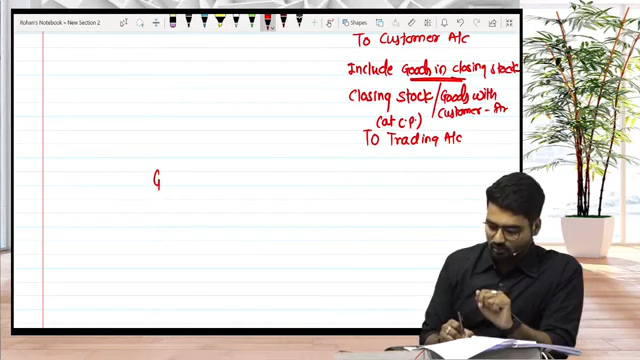 Rohan's Notebook » New Section 2
Shapes
To Customer A/c
Include Goods in closing stock
Closing Stock / Goods with
(at C.P.) Customer - Dr
To Trading A/c
G